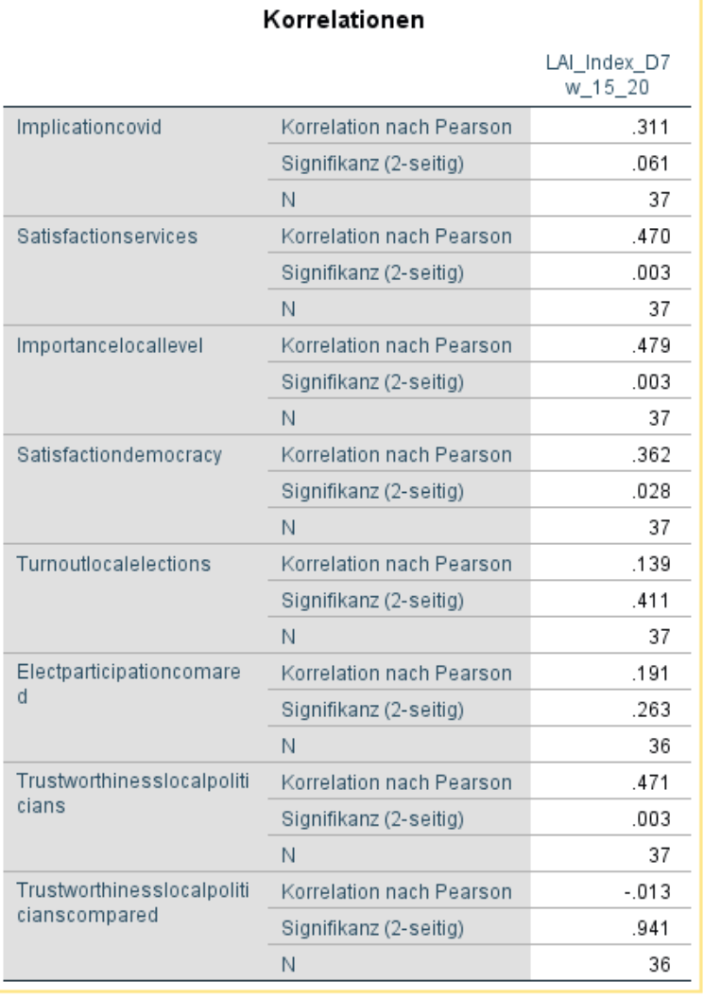 Korrelationen
LAI_Index_D7
w_15_20
Implicationcovid Korrelation nach Pearson .311
Signifikanz (2-seitig) .061
N 37
Satisfactionservices Korrelation nach Pearson .470
Signifikanz (2-seitig) .003
N 37
Importancelocallevel Korrelation nach Pearson .479
Signifikanz (2-seitig) .003
N 37
Satisfactiondemocracy Korrelation nach Pearson .362
Signifikanz (2-seitig) .028
N 37
Turnoutlocalelections Korrelation nach Pearson .139
Signifikanz (2-seitig) .411
N 37
Electparticipationcomare Korrelation nach Pearson .191
d Signifikanz (2-seitig) .263
N 36
Trustworthinesslocalpoliti Korrelation nach Pearson .471
cians Signifikanz (2-seitig) .003
N 37
Trustworthinesslocalpoliti Korrelation nach Pearson -.013
cianscompared Signifikanz (2-seitig) .941
N 36